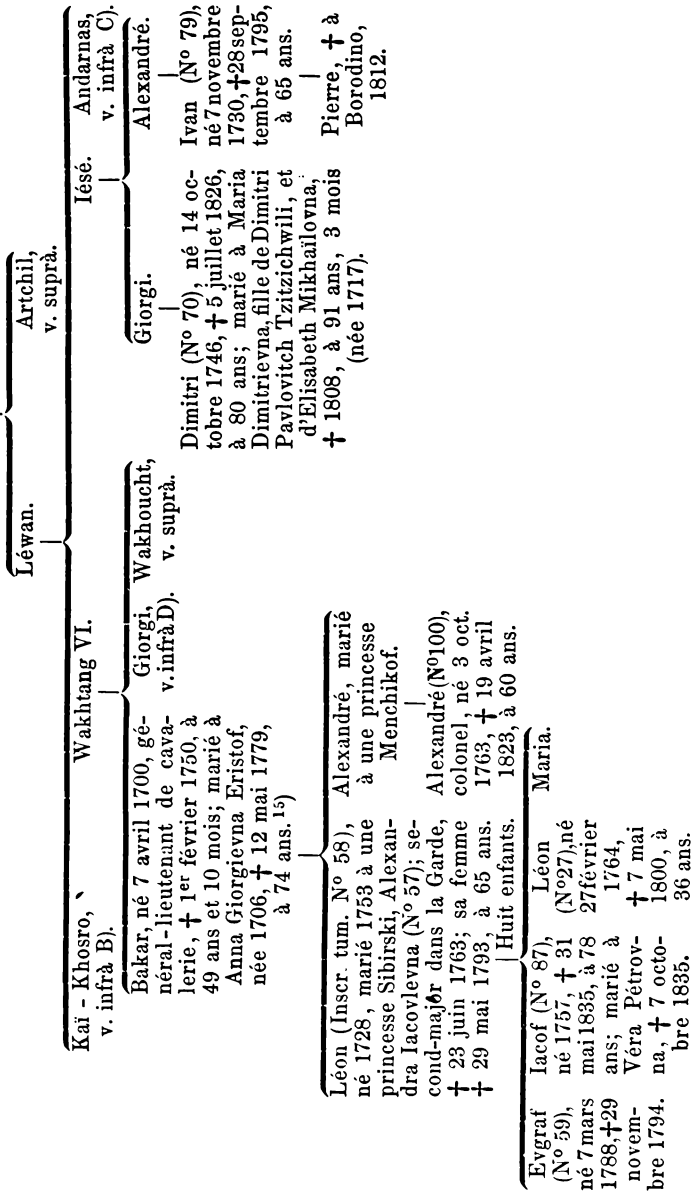 Léwan.
Artchil,
v. suprà.
Kaï - Khosro,
v. infrà B).
Wakhtang VI.
Iésé.
Andarnas,
v. infrà C).
Bakar, né 7 avril 1700, gé-
néral-lieutenant de cava-
lerie, † 1er février 1750, à
49 ans et 10 mois; marié à
Anna Giorgievna Eristof,
née 1706, † 12 mai 1779,
à 74 ans. 15)
Giorgi,
v. infrà D).
Wakhoucht,
v. suprà.
Giorgi.
Alexandré.
Dimitri (No 70), né 14 oc-
tobre 1746, † 5 juillet 1826,
à 80 ans; marié à Maria
Dimitrievna, fille de Dimitri
Pavlovitch Tzitzichwili, et
d'Elisabeth Mikhaïlovna,
† 1808, à 91 ans, 3 mois
(née 1717).
Ivan (No 79),
né 7 novembre
1730, † 28 sep-
tembre 1795,
à 65 ans.
Pierre, † à
Borodino,
1812.
Léon (Inscr. tum. No 58),
né 1728, marié 1753 à une
princesse Sibirski, Alexan-
dra Iacovlevna (No 57); se-
cond-major dans la Garde,
† 23 juin 1763; sa femme
† 29 mai 1793, à 65 ans.
Huit enfants.
Alexandré, marié
à une princesse
Menchikof.
Alexandré (No 100),
colonel, né 3 oct.
1763, † 19 avril
1823, à 60 ans.
Evgraf
(No 59),
né 7 mars
1788, † 29
novem-
bre 1794.
Iacof (No 87),
né 1757, † 31
mai 1835, à 78
ans; marié à
Véra Pétrov-
na, † 7 octo-
bre 1835.
Léon
(No 27), né
27 février
1764,
† 7 mai
1800, à
36 ans.
Maria.